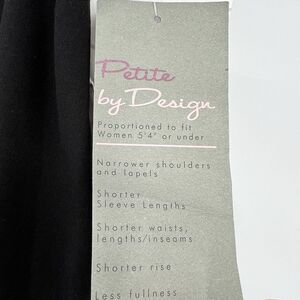 Petite
by Design
Proportioned to fit
Women 5'4" or under
Narrower shoulders
and lapels
Shorter
Sleeve Lengths
Shorter waists,
lengths/inseams
Shorter rise
Less fullness